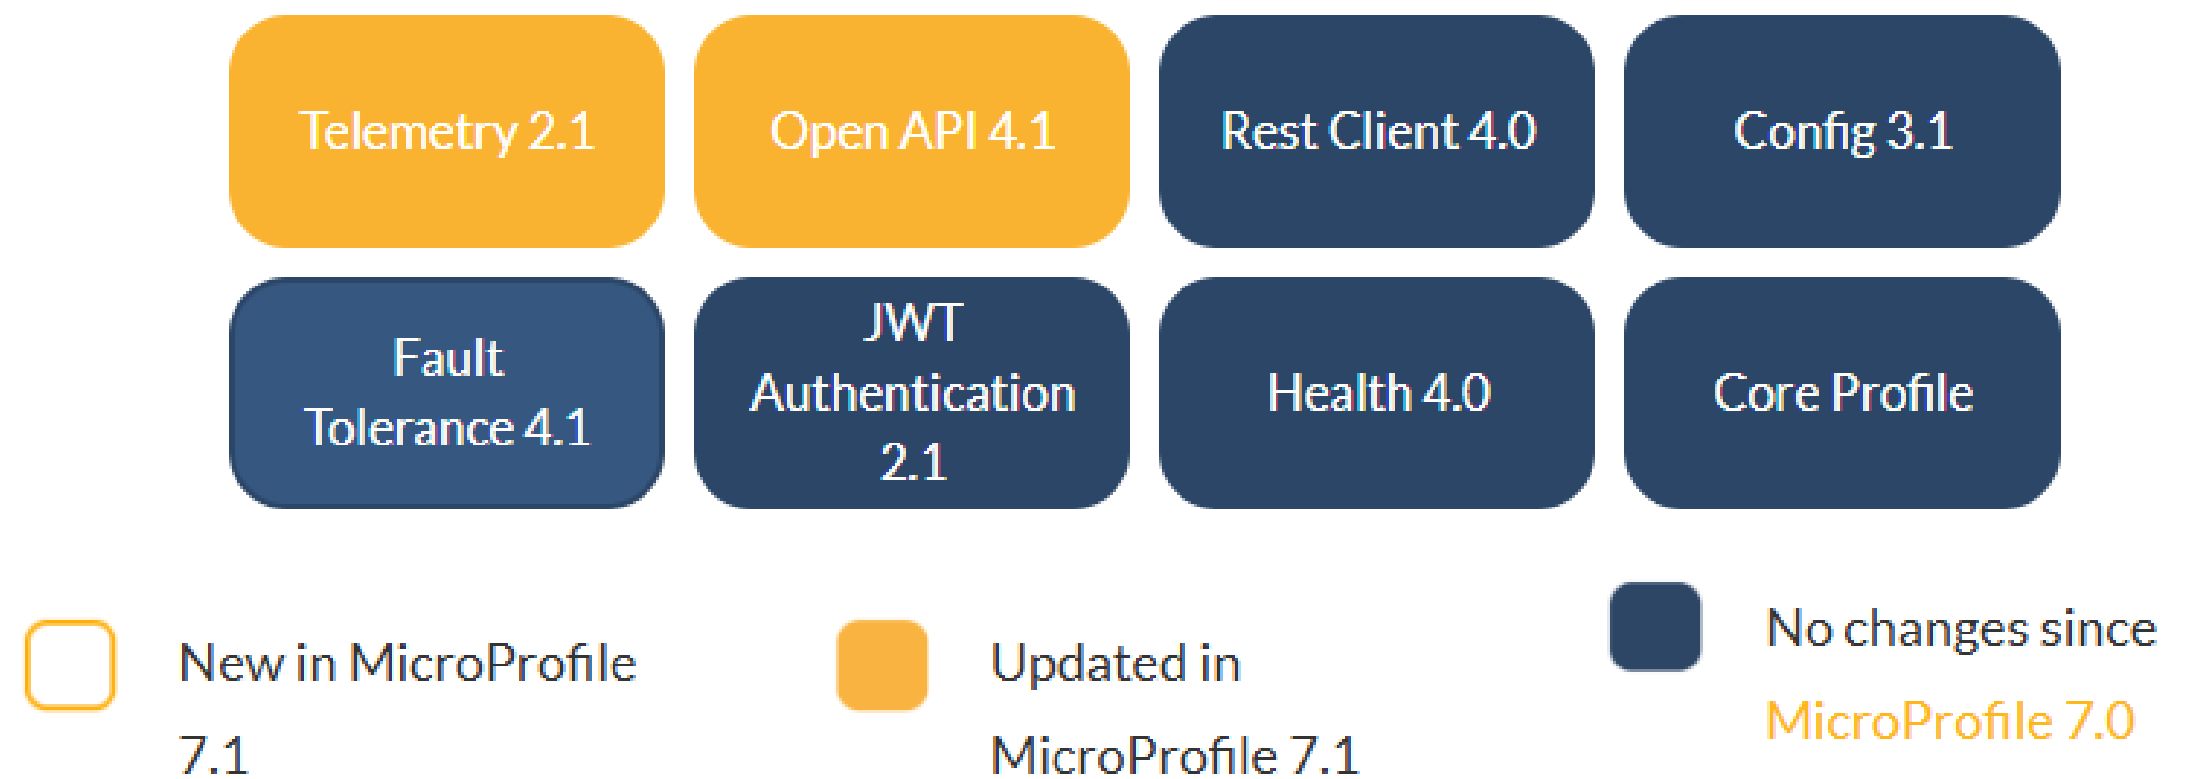 Telemetry 2.1
Open API 4.1
Rest Client 4.0
Config 3.1
Fault
Tolerance 4.1
JWT
Authentication
2.1
Health 4.0
Core Profile
New in MicroProfile
7.1
Updated in
MicroProfile 7.1
No changes since
MicroProfile 7.0